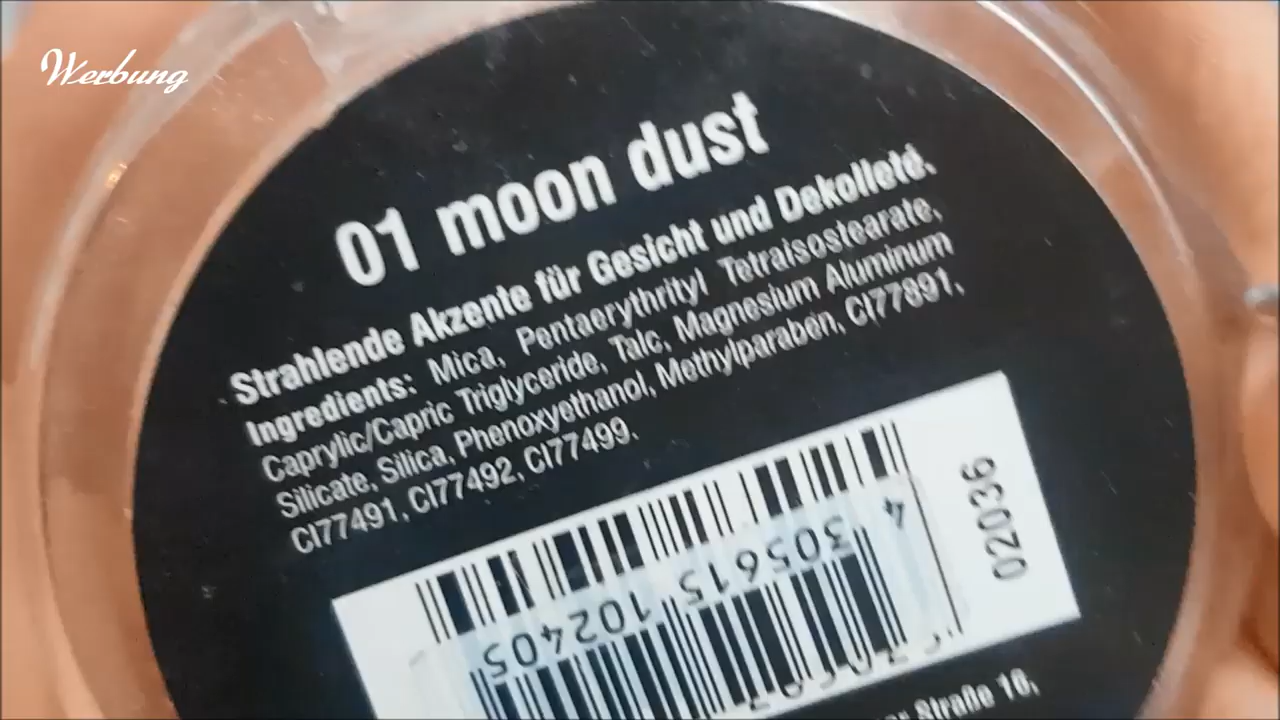 Werbung
01 moon dust
Strahlende Akzente für Gesicht und Dekolleté.
Ingredients: Mica, Pentaerythrityl Tetraisostearate,
Caprylic/Capric Triglyceride, Talc, Magnesium Aluminum
Silicate, Silica, Phenoxyethanol, Methylparaben, CI77891,
CI77491, CI77492, CI77499.
02036
4 305615 102405
Straße 16,